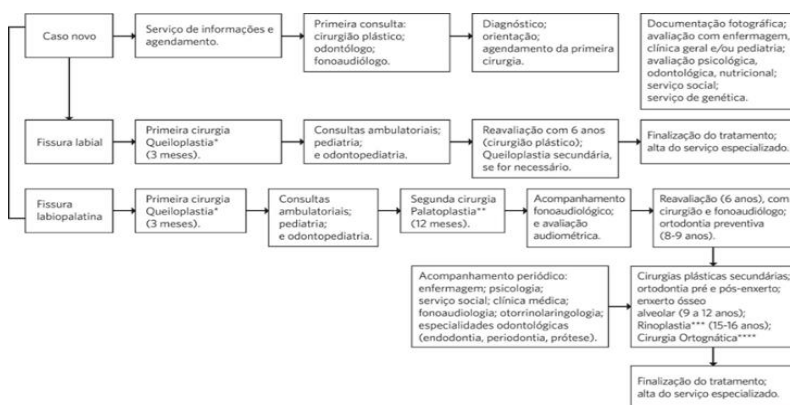 Caso novo
Serviço de informações e
agendamento.
Primeira consulta:
cirurgião plástico;
odontólogo;
fonoaudiólogo.
Diagnóstico;
orientação;
agendamento da primeira
cirurgia.
Documentação fotográfica;
avaliação com enfermagem,
clínica geral e/ou pediatria;
avaliação psicológica,
odontológica, nutricional;
serviço social;
serviço de genética.
Fissura labial
Primeira cirurgia
Queiloplastia*
(3 meses).
Consultas ambulatoriais;
pediatria;
e odontopediatria.
Reavaliação com 6 anos
(cirurgião plástico);
Queiloplastia secundária,
se for necessário.
Finalização do tratamento;
alta do serviço especializado.
Fissura
labiopalatina
Primeira cirurgia
Queiloplastia*
(3 meses).
Consultas
ambulatoriais;
pediatria;
e odontopediatria.
Segunda cirurgia
Palatoplastia**
(12 meses).
Acompanhamento
fonoaudiológico
e avaliação
audiométrica.
Reavaliação (6 anos), com
cirurgião e fonoaudiólogo;
ortodontia preventiva
(8-9 anos).
Acompanhamento periódico:
enfermagem; psicologia;
serviço social; clínica médica;
fonoaudiologia; otorrinolaringologia;
especialidades odontológicas
(endodontia, periodontia, prótese).
Cirurgias plásticas secundárias;
ortodontia pré e pós-enxerto;
enxerto ósseo
alveolar (9 a 12 anos);
Rinoplastia*** (15-16 anos);
Cirurgia Ortognática****
Finalização do tratamento;
alta do serviço especializado.